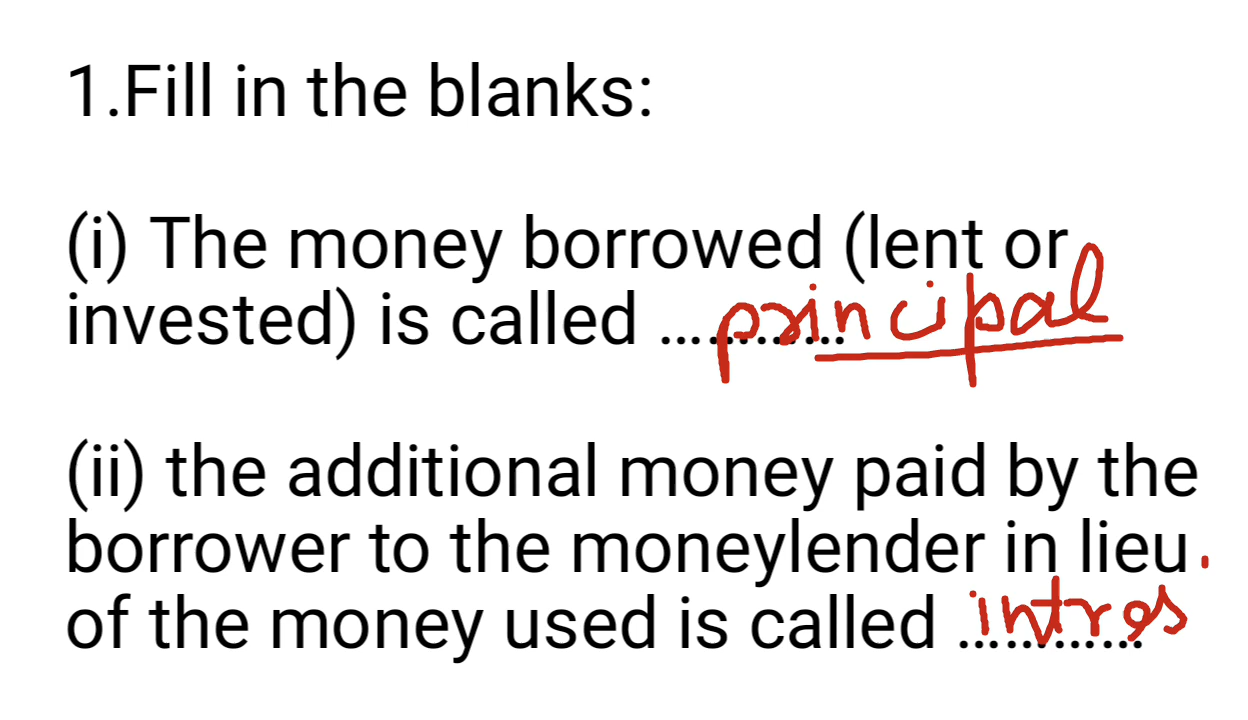 1.Fill in the blanks:
(i) The money borrowed (lent or
invested) is called ............. principal
(ii) the additional money paid by the
borrower to the moneylender in lieu
of the money used is called ............. intres